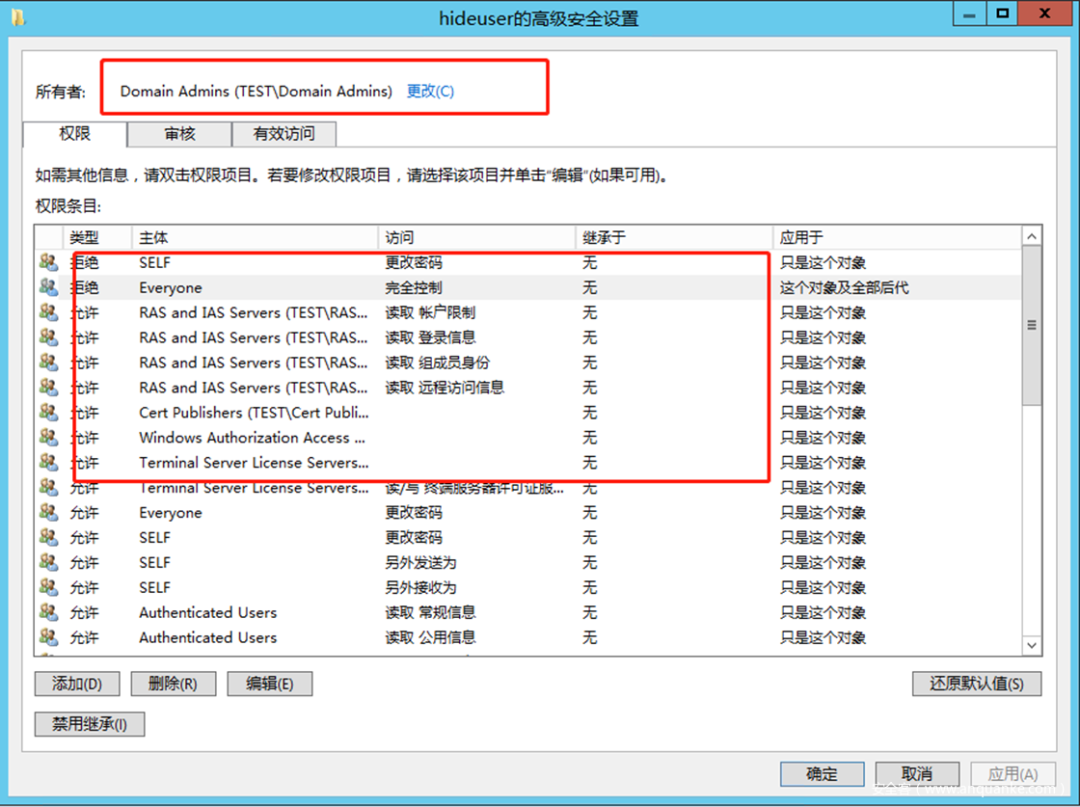 hideuser的高级安全设置
所有者: Domain Admins (TEST\Domain Admins) 更改(C)
权限 审核 有效访问
如需其他信息，请双击权限项目。若要修改权限项目，请选择该项目并单击“编辑”(如果可用)。
权限条目:
类型 主体 访问 继承于 应用于
拒绝 SELF 更改密码 无 只是这个对象
拒绝 Everyone 完全控制 无 这个对象及全部后代
允许 RAS and IAS Servers (TEST\RAS... 读取 帐户限制 无 只是这个对象
允许 RAS and IAS Servers (TEST\RAS... 读取 登录信息 无 只是这个对象
允许 RAS and IAS Servers (TEST\RAS... 读取 组成员身份 无 只是这个对象
允许 RAS and IAS Servers (TEST\RAS... 读取 远程访问信息 无 只是这个对象
允许 Cert Publishers (TEST\Cert Publi... 无 只是这个对象
允许 Windows Authorization Access ... 无 只是这个对象
允许 Terminal Server License Servers... 无 只是这个对象
允许 Terminal Server License Servers... 读/写 终端服务器许可证服... 无 只是这个对象
允许 Everyone 更改密码 无 只是这个对象
允许 SELF 更改密码 无 只是这个对象
允许 SELF 另外发送为 无 只是这个对象
允许 SELF 另外接收为 无 只是这个对象
允许 Authenticated Users 读取 常规信息 无 只是这个对象
允许 Authenticated Users 读取 公用信息 无 只是这个对象
添加(D) 删除(R) 编辑(E) 还原默认值(S)
禁用继承(I)
确定 取消 应用(A)